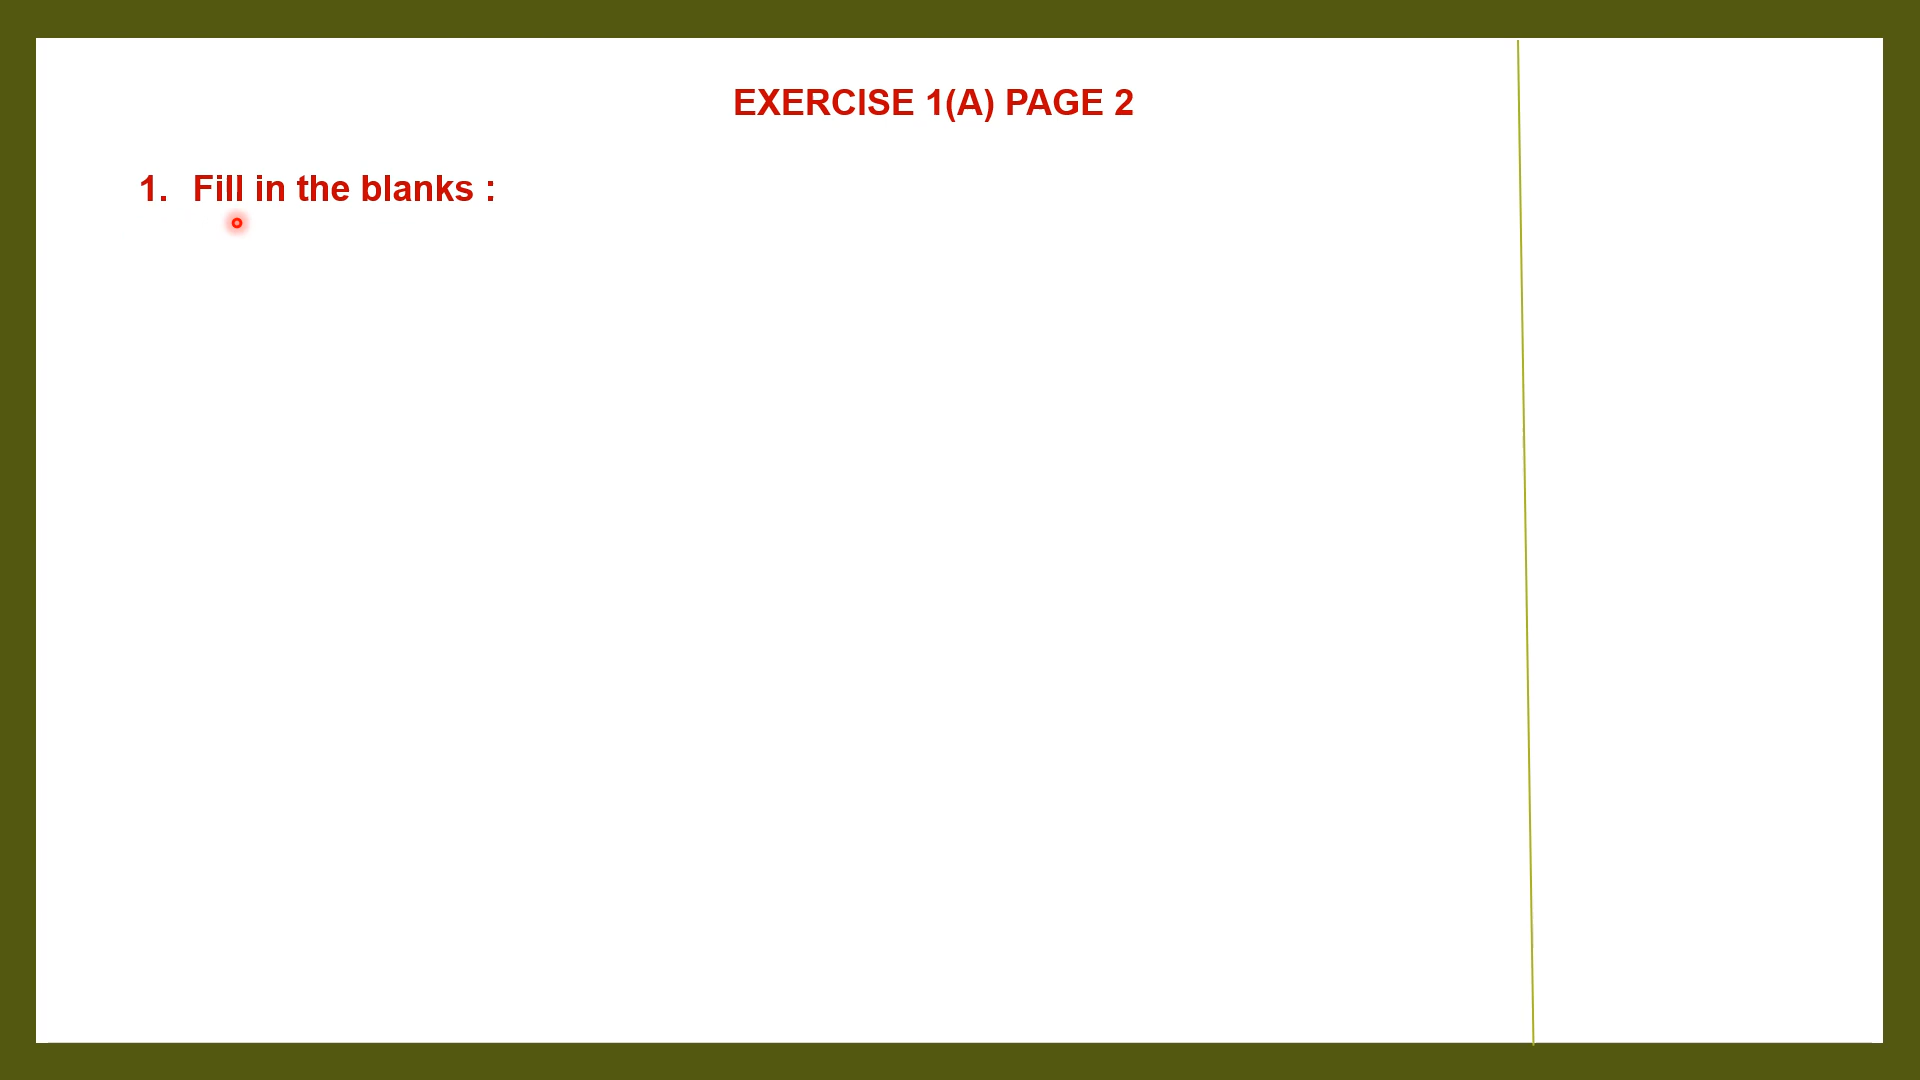 EXERCISE 1(A) PAGE 2
1. Fill in the blanks :